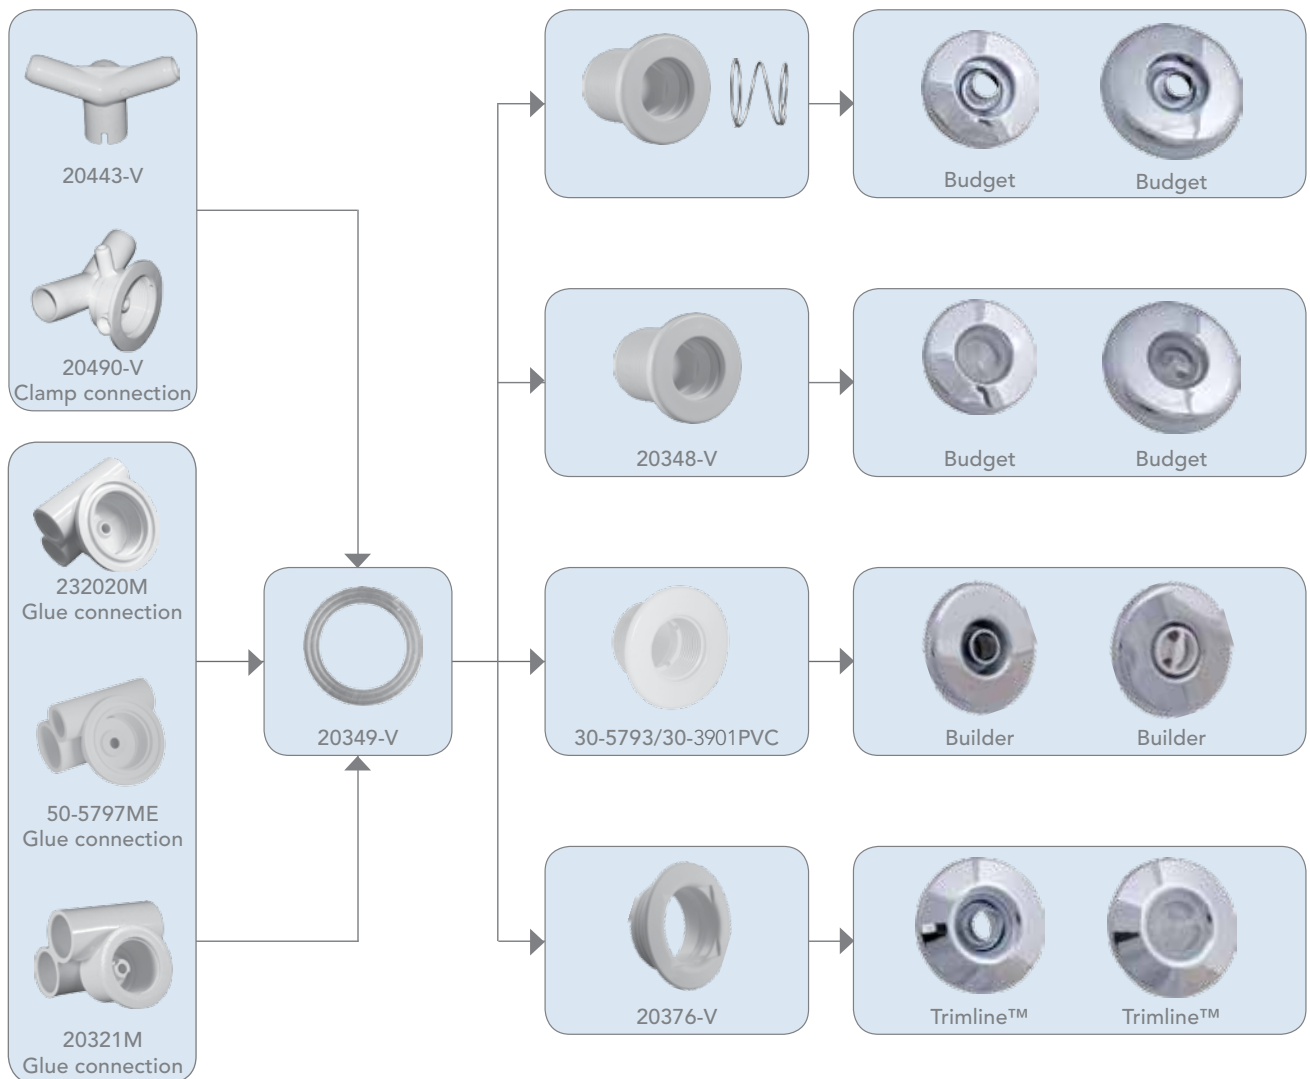 20443-V
20490-V
Clamp connection
232020M
Glue connection
50-5797ME
Glue connection
20321M
Glue connection
20349-V
Budget
Budget
20348-V
Budget
Budget
30-5793/30-3901PVC
Builder
Builder
20376-V
Trimline™
Trimline™